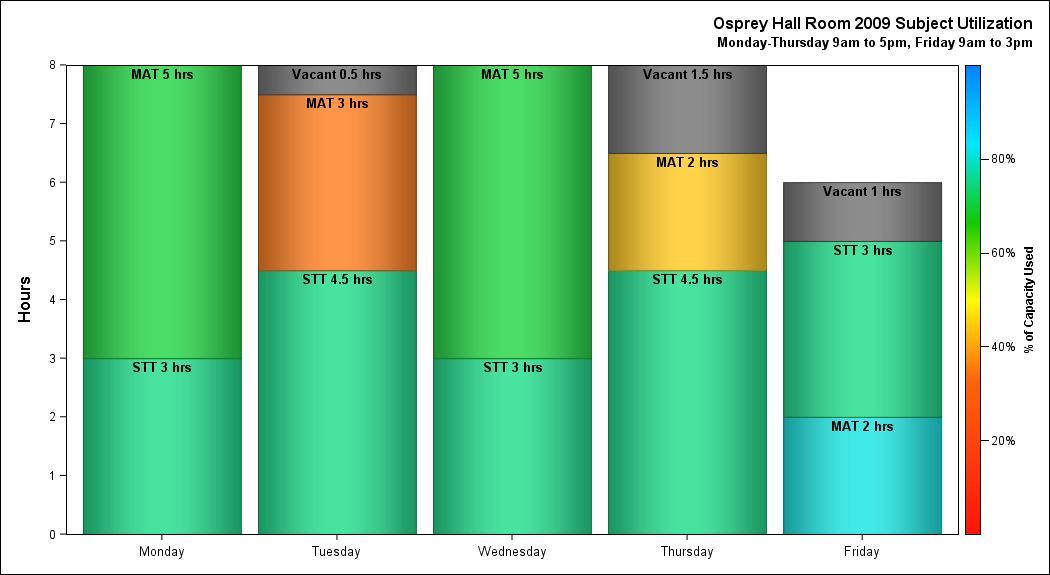 Osprey Hall Room 2009 Subject Utilization
Monday-Thursday 9am to 5pm, Friday 9am to 3pm
Hours
8
7
6
5
4
3
2
1
0
MAT 5 hrs
STT 3 hrs
Vacant 0.5 hrs
MAT 3 hrs
STT 4.5 hrs
MAT 5 hrs
STT 3 hrs
Vacant 1.5 hrs
MAT 2 hrs
STT 4.5 hrs
Vacant 1 hrs
STT 3 hrs
MAT 2 hrs
Monday
Tuesday
Wednesday
Thursday
Friday
80%
60%
40%
20%
% of Capacity Used